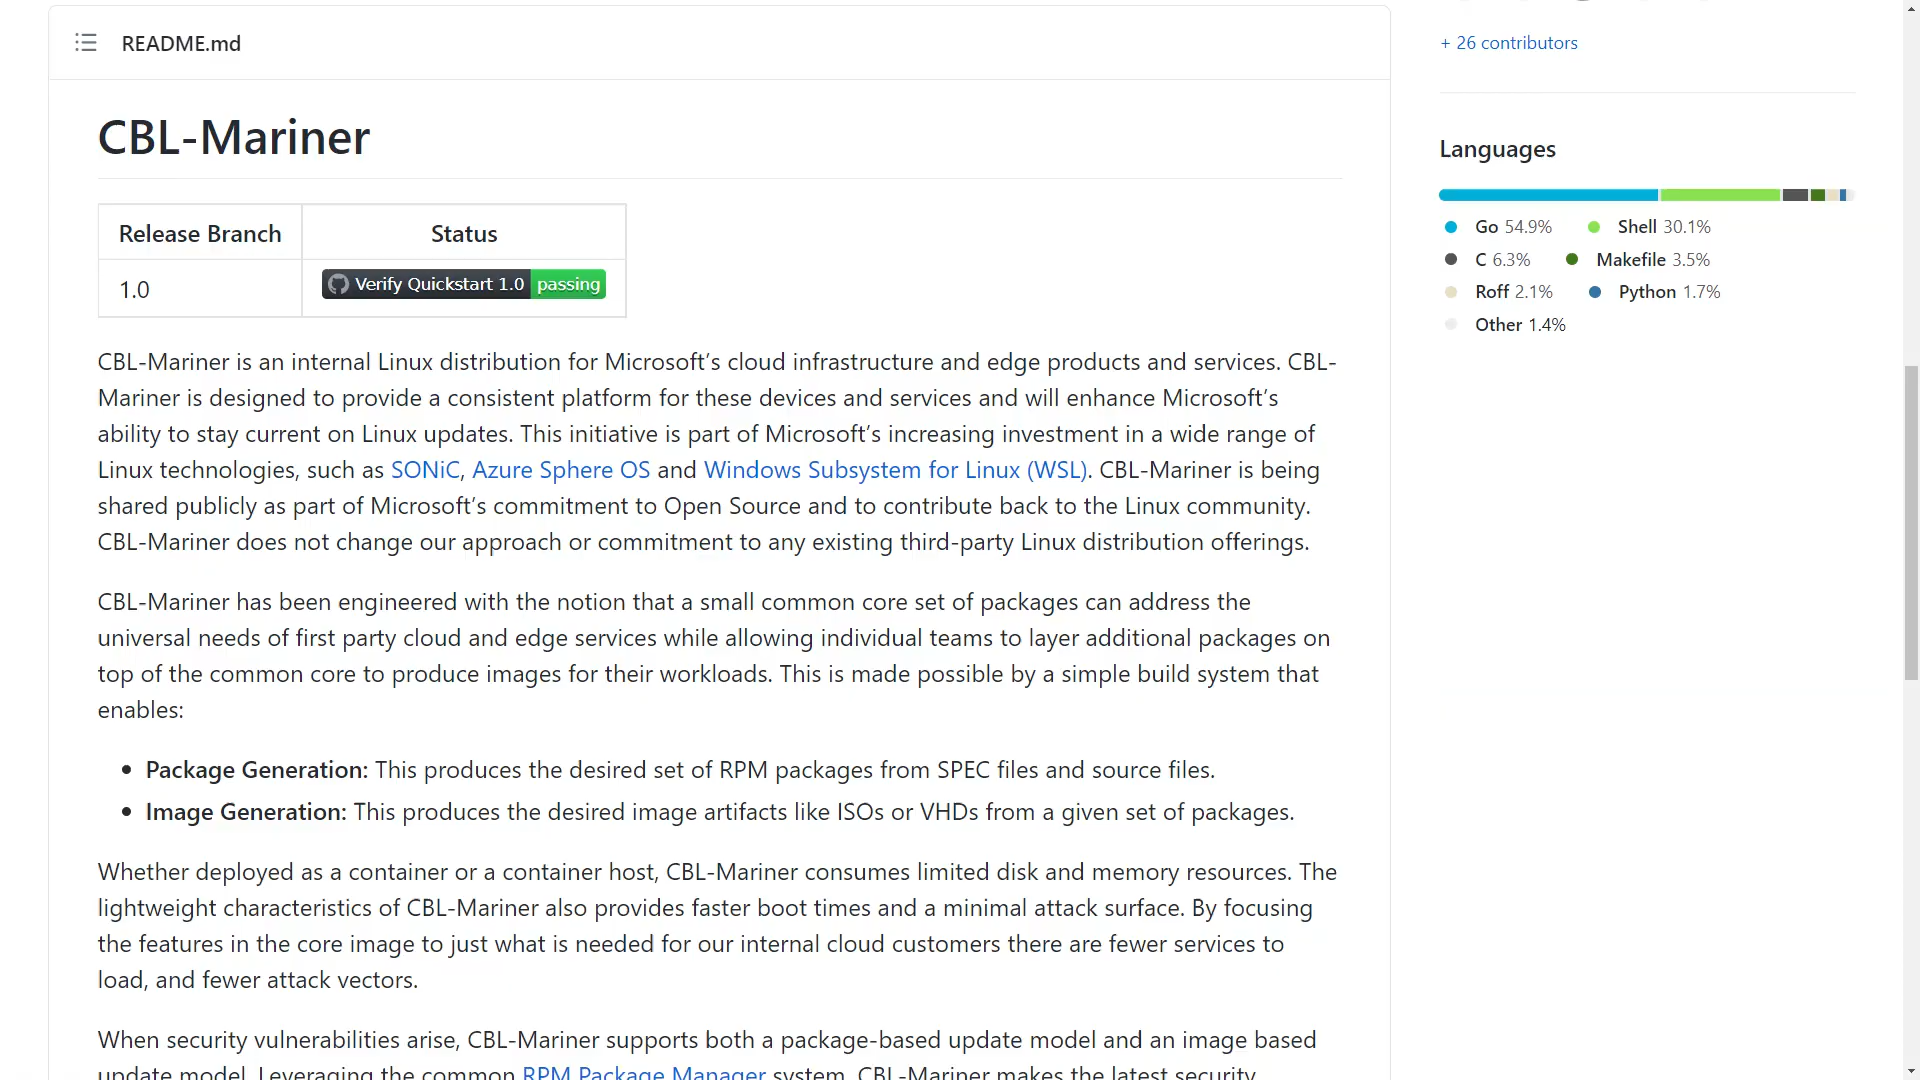 README.md
CBL-Mariner
Release Branch Status
1.0 Verify Quickstart 1.0 passing
CBL-Mariner is an internal Linux distribution for Microsoft’s cloud infrastructure and edge products and services. CBL-
Mariner is designed to provide a consistent platform for these devices and services and will enhance Microsoft’s
ability to stay current on Linux updates. This initiative is part of Microsoft’s increasing investment in a wide range of
Linux technologies, such as SONiC, Azure Sphere OS and Windows Subsystem for Linux (WSL). CBL-Mariner is being
shared publicly as part of Microsoft’s commitment to Open Source and to contribute back to the Linux community.
CBL-Mariner does not change our approach or commitment to any existing third-party Linux distribution offerings.
CBL-Mariner has been engineered with the notion that a small common core set of packages can address the
universal needs of first party cloud and edge services while allowing individual teams to layer additional packages on
top of the common core to produce images for their workloads. This is made possible by a simple build system that
enables:
Package Generation: This produces the desired set of RPM packages from SPEC files and source files.
Image Generation: This produces the desired image artifacts like ISOs or VHDs from a given set of packages.
Whether deployed as a container or a container host, CBL-Mariner consumes limited disk and memory resources. The
lightweight characteristics of CBL-Mariner also provides faster boot times and a minimal attack surface. By focusing
the features in the core image to just what is needed for our internal cloud customers there are fewer services to
load, and fewer attack vectors.
When security vulnerabilities arise, CBL-Mariner supports both a package-based update model and an image based
update model. Leveraging the common RPM Package Manager system, CBL-Mariner makes the latest security
+ 26 contributors
Languages
Go 54.9% Shell 30.1%
C 6.3% Makefile 3.5%
Roff 2.1% Python 1.7%
Other 1.4%